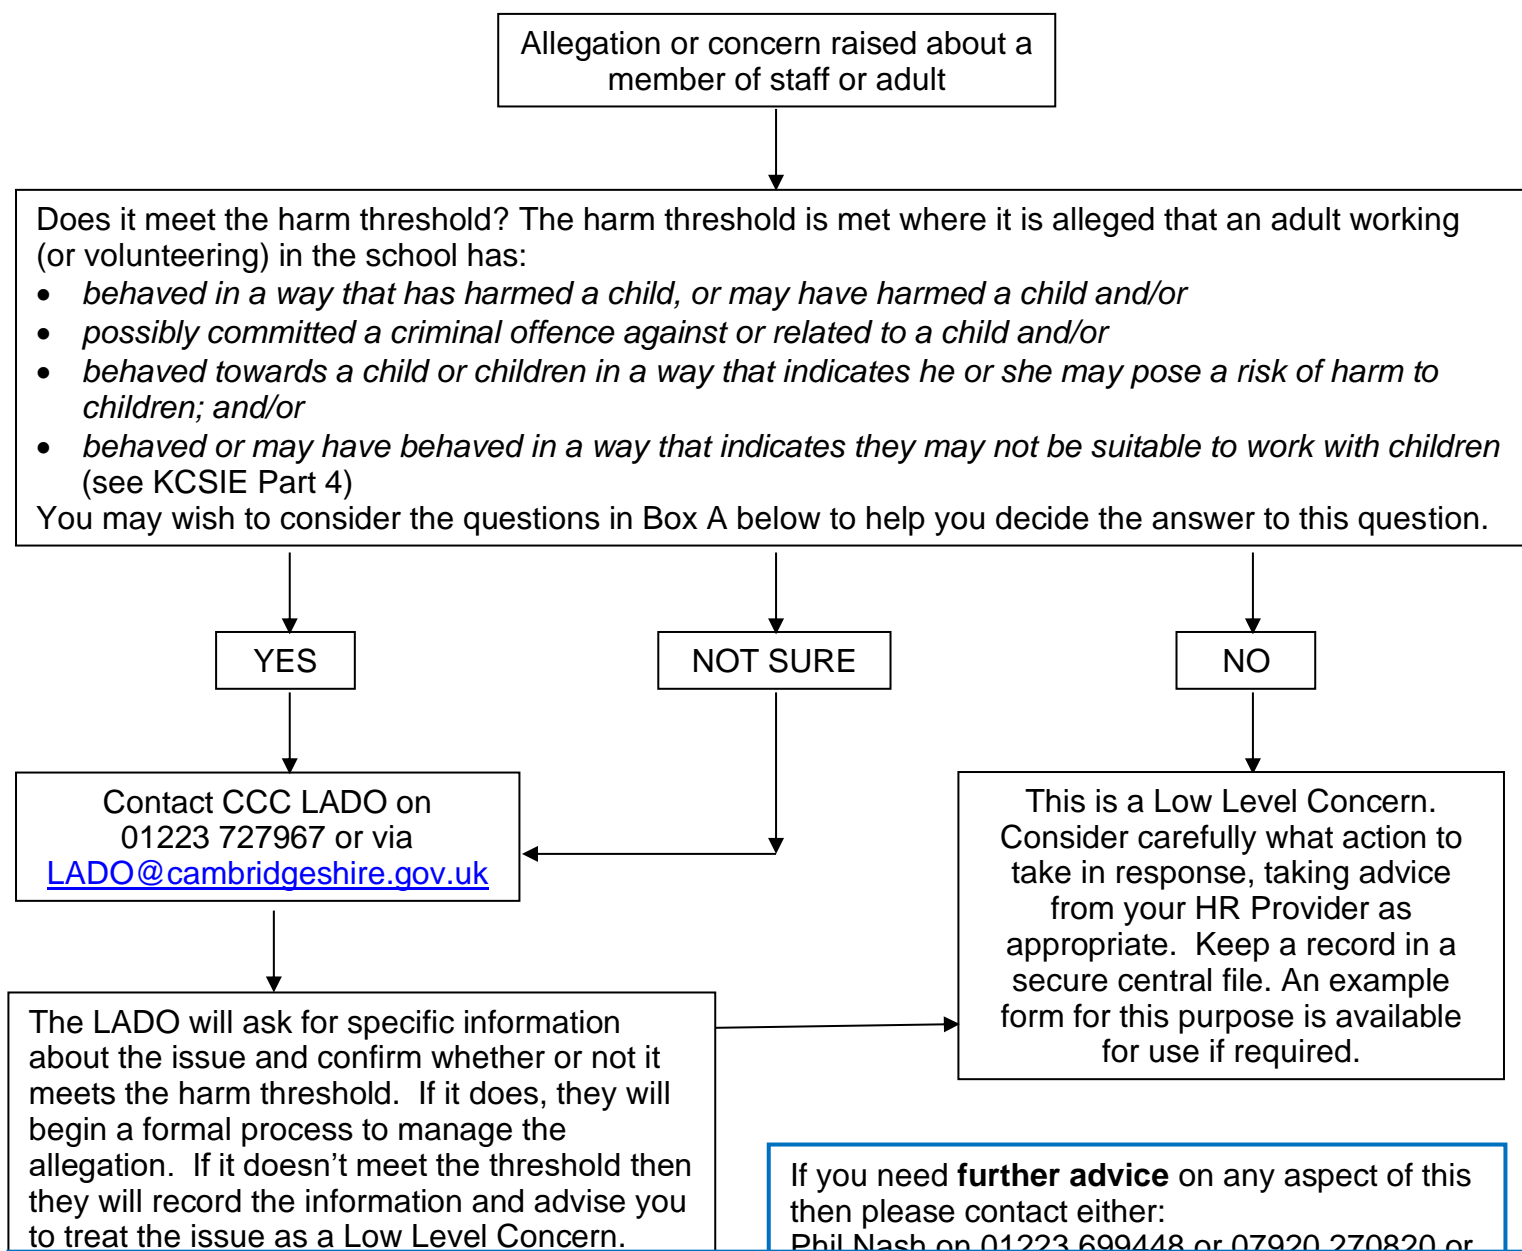 Allegation or concern raised about a
member of staff or adult
Does it meet the harm threshold? The harm threshold is met where it is alleged that an adult working
(or volunteering) in the school has:
• behaved in a way that has harmed a child, or may have harmed a child and/or
• possibly committed a criminal offence against or related to a child and/or
• behaved towards a child or children in a way that indicates he or she may pose a risk of harm to
children; and/or
• behaved or may have behaved in a way that indicates they may not be suitable to work with children
(see KCSIE Part 4)
You may wish to consider the questions in Box A below to help you decide the answer to this question.
YES
NOT SURE
NO
Contact CCC LADO on
01223 727967 or via
LADO@cambridgeshire.gov.uk
This is a Low Level Concern.
Consider carefully what action to
take in response, taking advice
from your HR Provider as
appropriate.  Keep a record in a
secure central file. An example
form for this purpose is available
for use if required.
The LADO will ask for specific information
about the issue and confirm whether or not it
meets the harm threshold.  If it does, they will
begin a formal process to manage the
allegation.  If it doesn't meet the threshold then
they will record the information and advise you
to treat the issue as a Low Level Concern.
If you need further advice on any aspect of this
then please contact either:
Phil Nash on 01223 699448 or 07920 270820 or